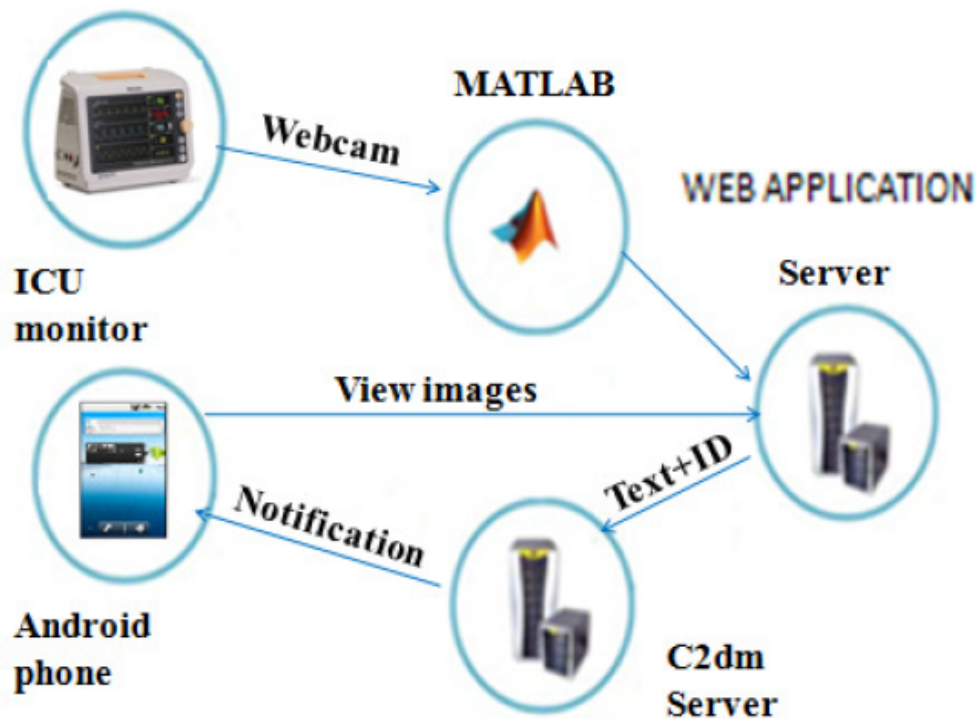 MATLAB
Webcam
WEB APPLICATION
ICU
monitor
Server
View images
Text+ID
Notification
Android
phone
C2dm
Server